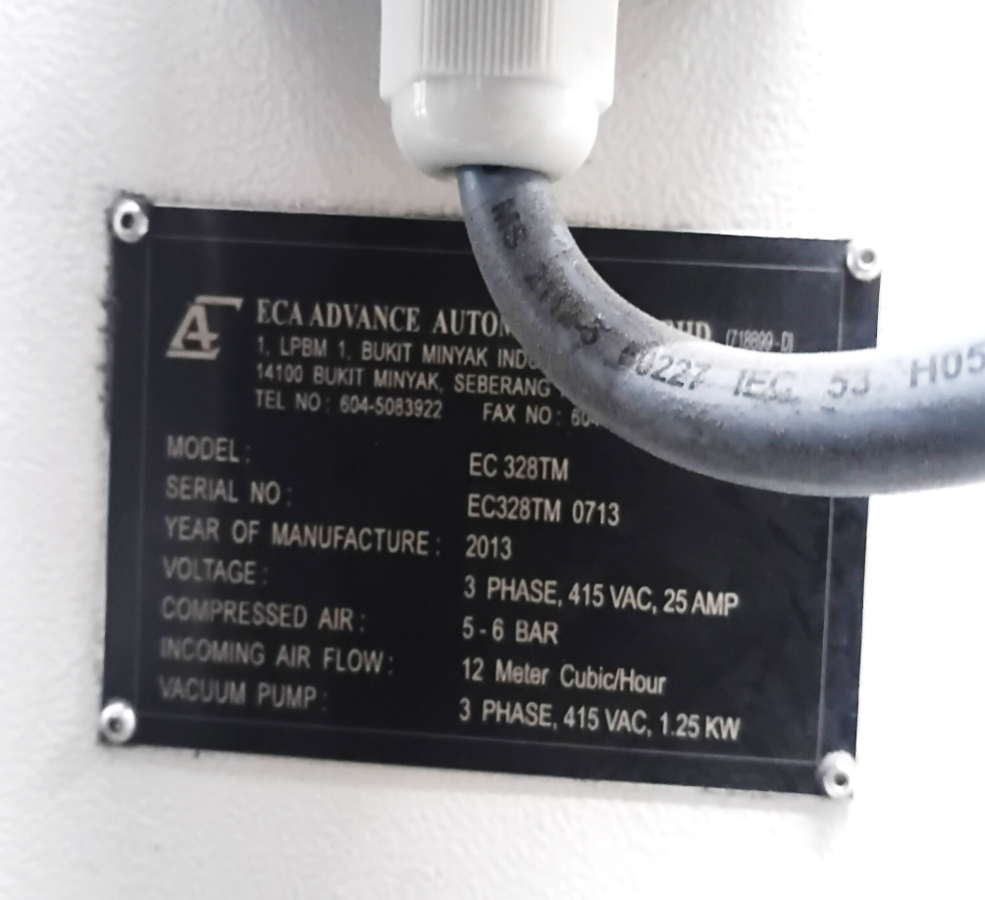 ECA ADVANCE
1, LPBM 1, BUKIT MINYAK
14100 BUKIT MINYAK, SEBERANG
TEL NO: 604-5083922 FAX NO:
MODEL: EC 328TM
SERIAL NO: EC328TM 0713
YEAR OF MANUFACTURE: 2013
VOLTAGE: 3 PHASE, 415 VAC, 25 AMP
COMPRESSED AIR: 5-6 BAR
INCOMING AIR FLOW: 12 Meter Cubic/Hour
VACUUM PUMP: 3 PHASE, 415 VAC, 1.25 KW
MS 60227 IEC 53 H05